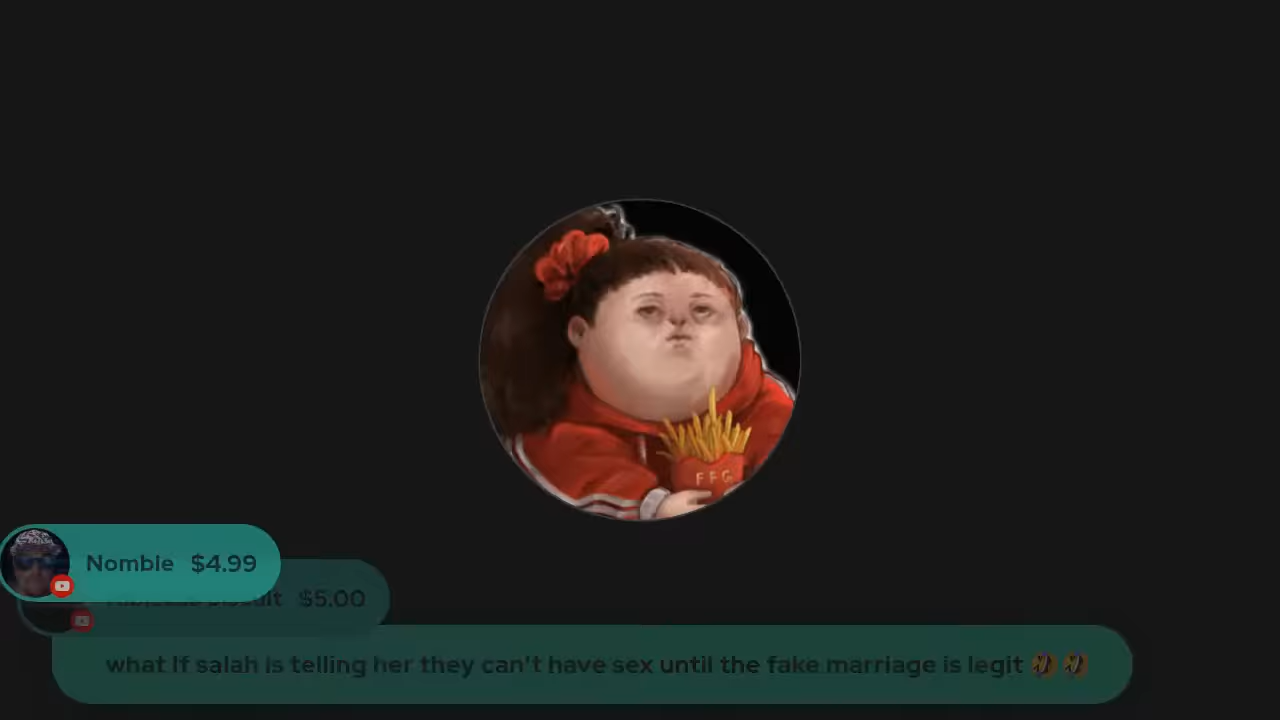 FFG
Nombie $4.99
$5.00
what if salah is telling her they can't have sex until the fake marriage is legit 🤣🤣